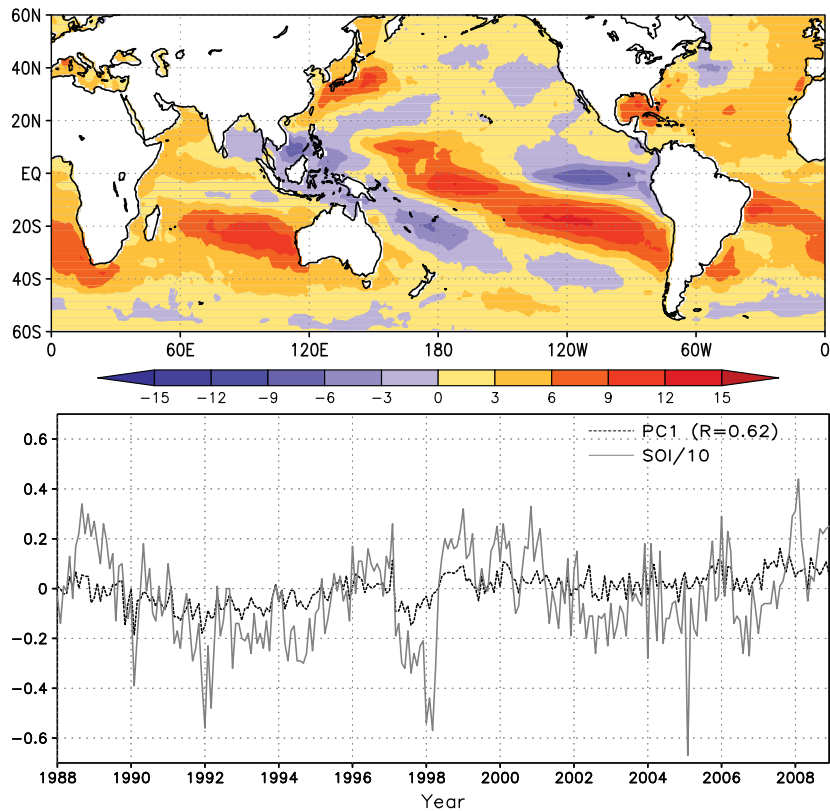 60N
40N
20N
EQ
20S
40S
60S
0 60E 120E 180 120W 60W 0
−15 −12 −9 −6 −3 0 3 6 9 12 15
PC1 (R=0.62)
SOI/10
0.6
0.4
0.2
0
−0.2
−0.4
−0.6
1988 1990 1992 1994 1996 1998 2000 2002 2004 2006 2008
Year